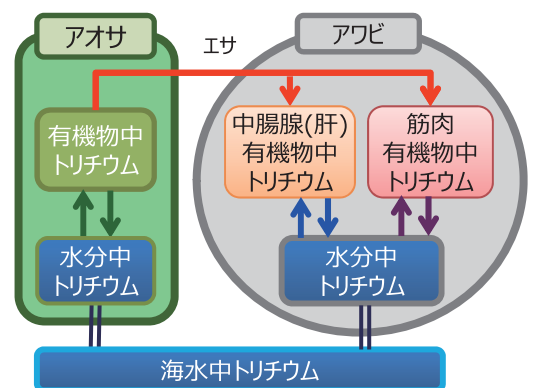 アオサ
エサ
アワビ
有機物中
トリチウム
中腸腺(肝)
有機物中
トリチウム
筋肉
有機物中
トリチウム
水分中
トリチウム
水分中
トリチウム
海水中トリチウム